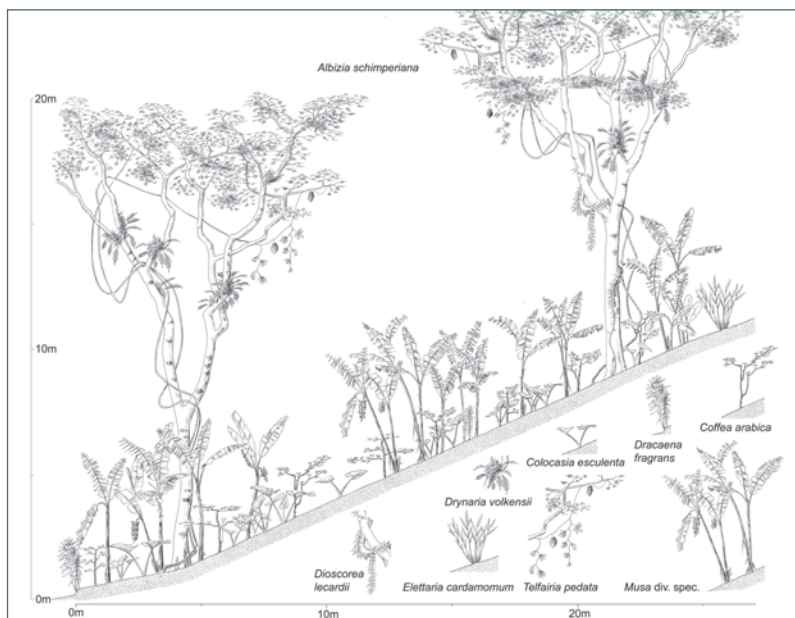 Albizia schimperiana
20m
10m
Coffea arabica
Dracaena
fragrans
Colocasia esculenta
Drynaria volkensii
Dioscorea
lecardii
Elettaria cardamomum
Telfairia pedata
Musa div. spec.
0m
0m
10m
20m